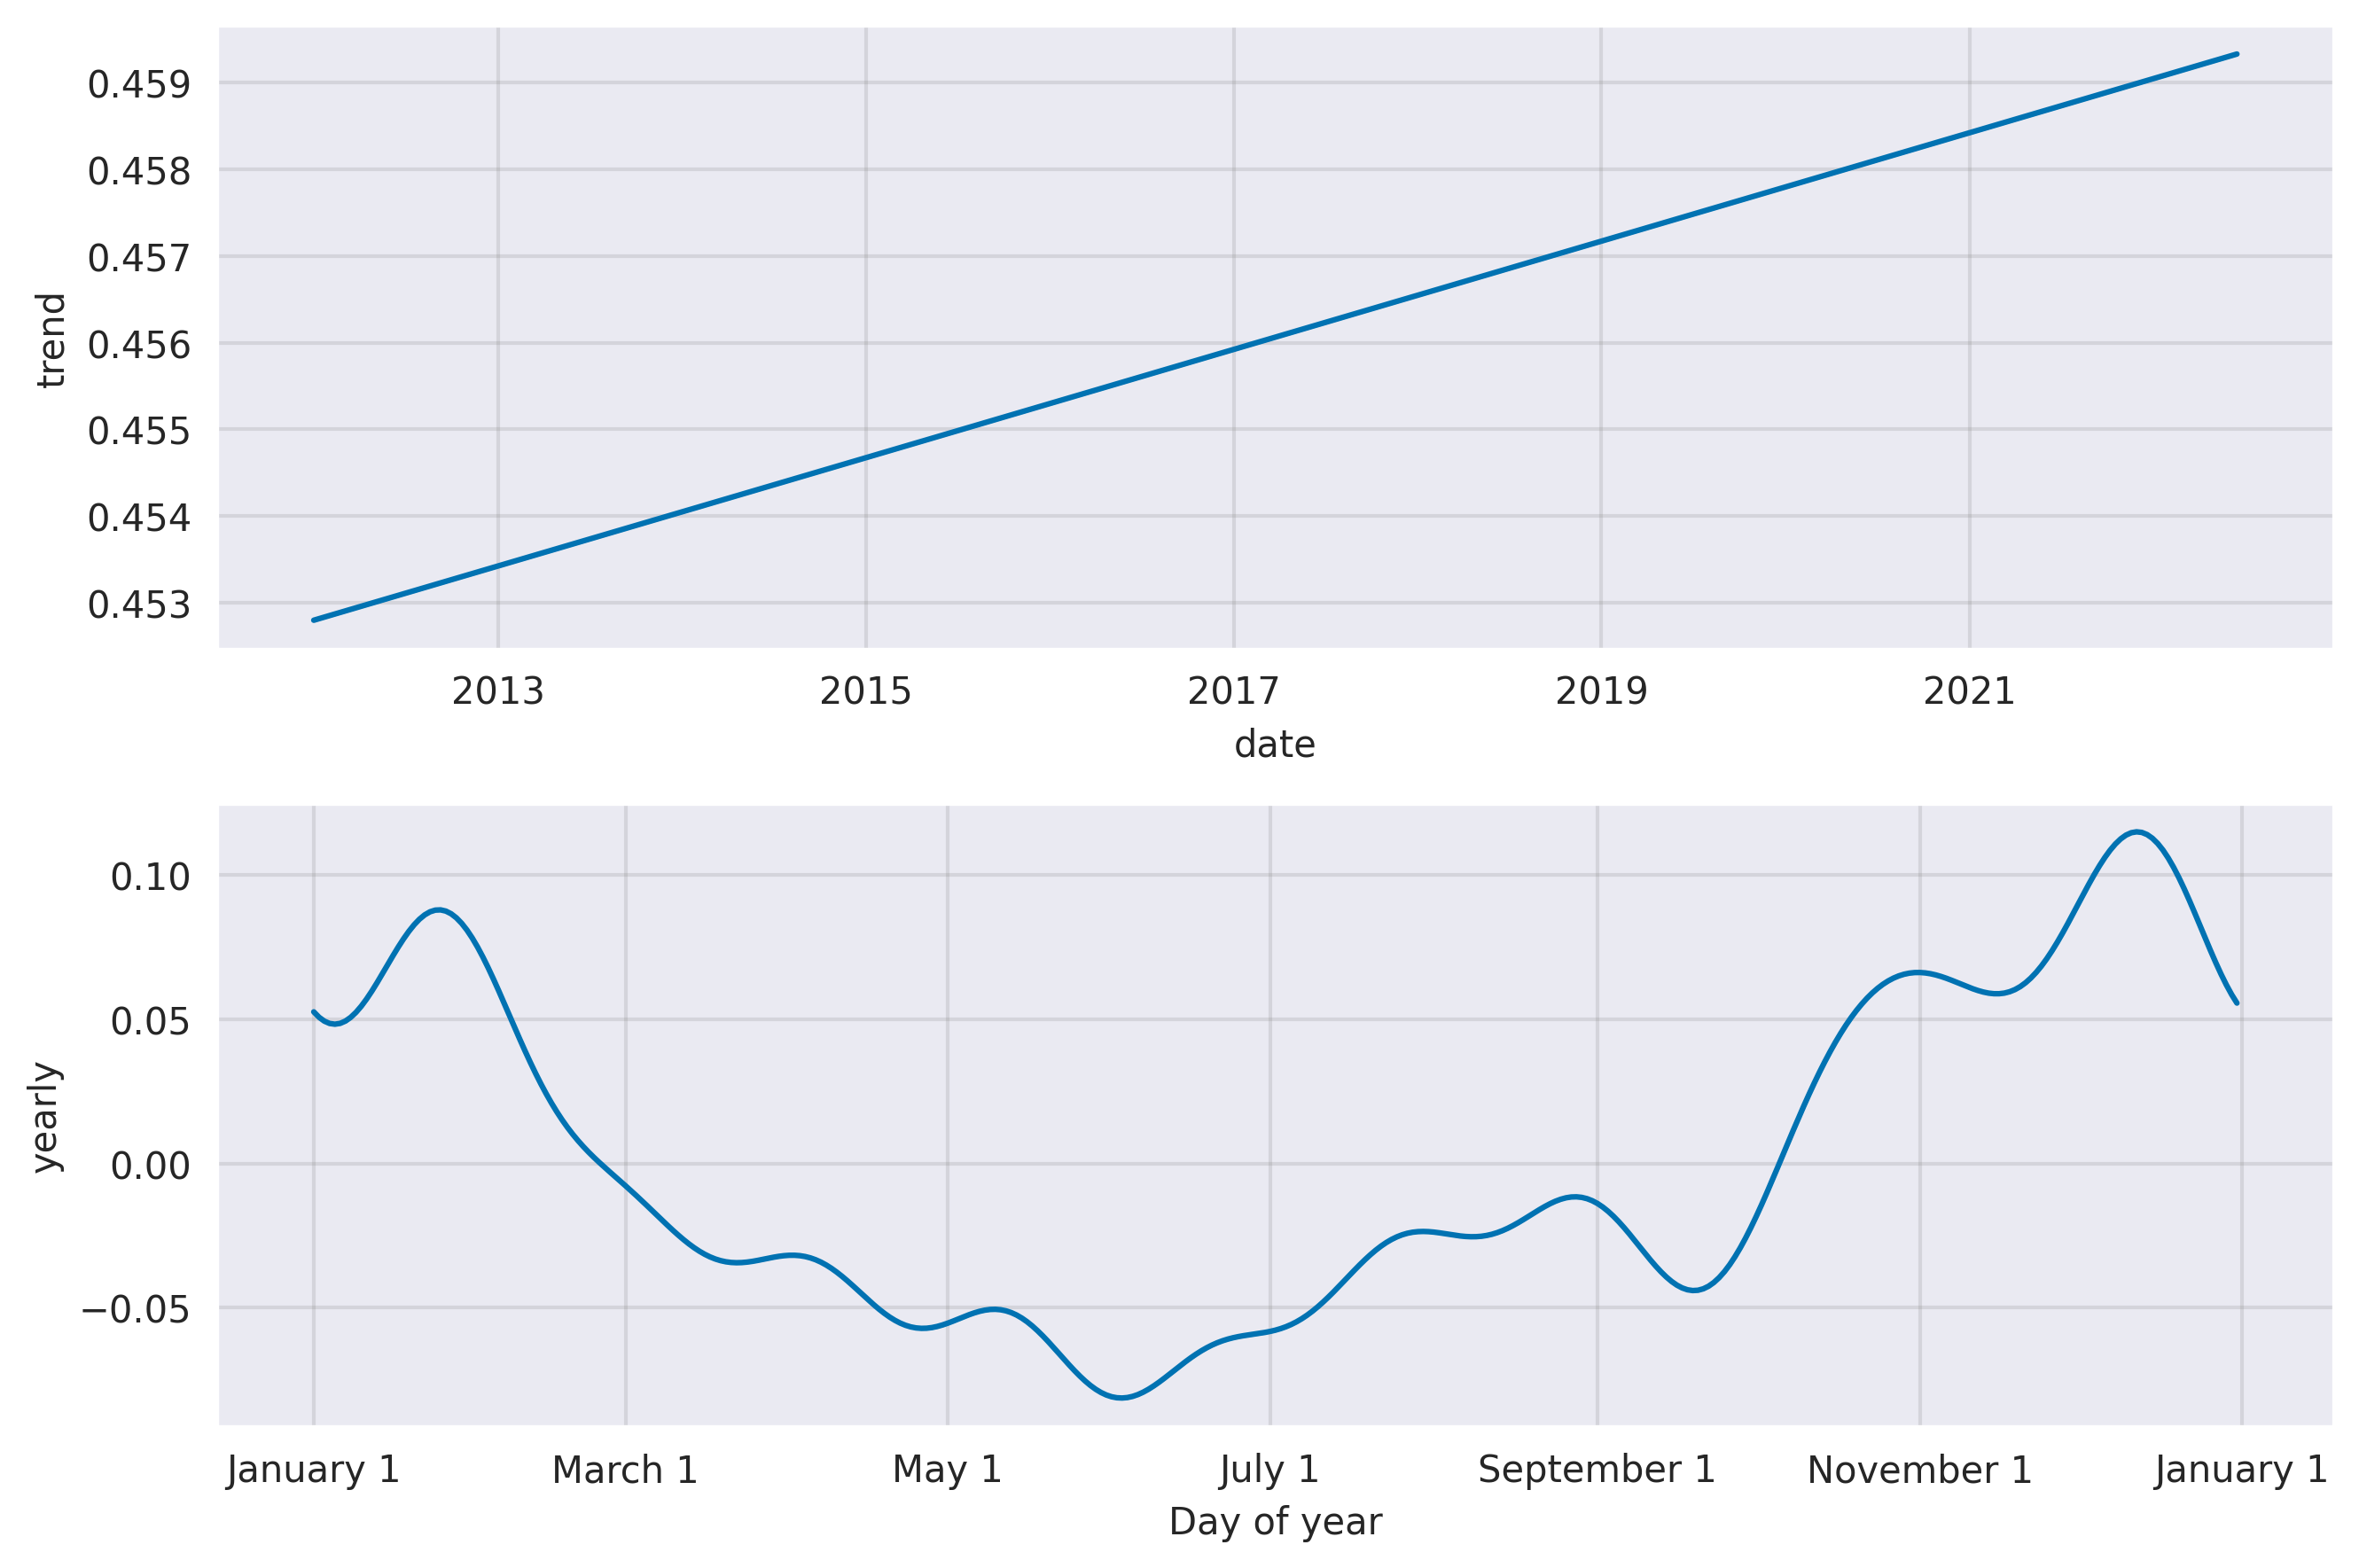 0.459
0.458
0.457
0.456
0.455
0.454
0.453
trend
2013 2015 2017 2019 2021
date
0.10
0.05
0.00
−0.05
yearly
January 1 March 1 May 1 July 1 September 1 November 1 January 1
Day of year